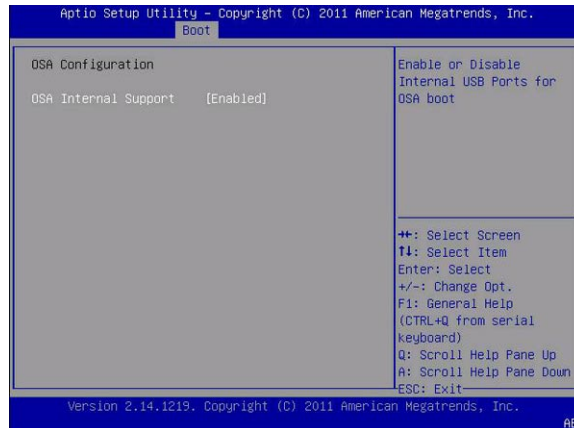 Aptio Setup Utility - Copyright (C) 2011 American Megatrends, Inc.
Boot
OSA Configuration
OSA Internal Support [Enabled]
Enable or Disable
Internal USB Ports for
OSA boot
→←: Select Screen
↑↓: Select Item
Enter: Select
+/-: Change Opt.
F1: General Help
(CTRL+Q from serial
keyboard)
Q: Scroll Help Pane Up
A: Scroll Help Pane Down
ESC: Exit
Version 2.14.1219. Copyright (C) 2011 American Megatrends, Inc.